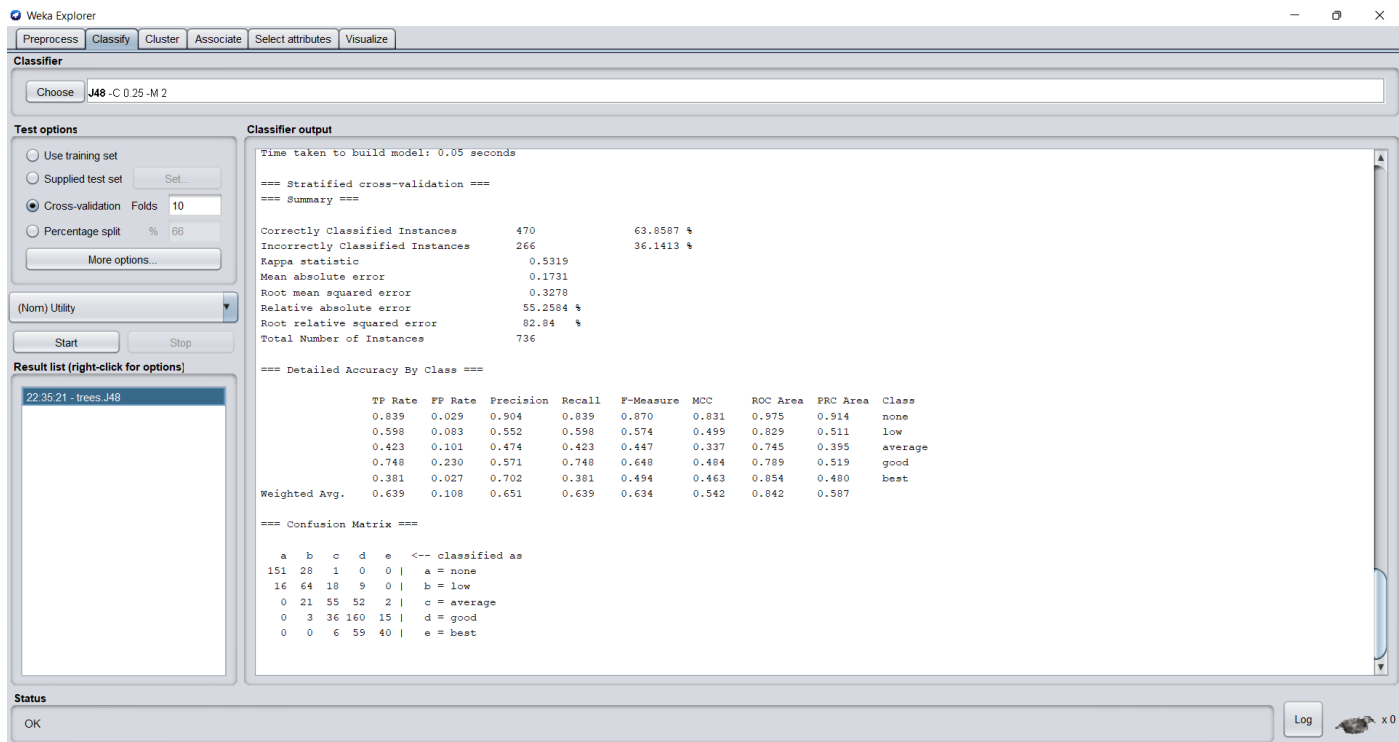 Weka Explorer
Preprocess Classify Cluster Associate Select attributes Visualize
Classifier
Choose J48 -C 0.25 -M 2
Test options
Use training set
Supplied test set Set...
Cross-validation Folds 10
Percentage split % 66
More options...
(Nom) Utility
Start Stop
Result list (right-click for options)
22:35:21 - trees.J48
Classifier output
Time taken to build model: 0.05 seconds
=== Stratified cross-validation ===
=== Summary ===
Correctly Classified Instances 470 63.8587 %
Incorrectly Classified Instances 266 36.1413 %
Kappa statistic 0.5319
Mean absolute error 0.1731
Root mean squared error 0.3278
Relative absolute error 55.2584 %
Root relative squared error 82.84 %
Total Number of Instances 736
=== Detailed Accuracy By Class ===
TP Rate FP Rate Precision Recall F-Measure MCC ROC Area PRC Area Class
0.839 0.029 0.904 0.839 0.870 0.831 0.975 0.914 none
0.598 0.083 0.552 0.598 0.574 0.499 0.829 0.511 low
0.423 0.101 0.474 0.423 0.447 0.337 0.745 0.395 average
0.748 0.230 0.571 0.748 0.648 0.484 0.789 0.519 good
0.381 0.027 0.702 0.381 0.494 0.463 0.854 0.480 best
Weighted Avg. 0.639 0.108 0.651 0.639 0.634 0.542 0.842 0.587
=== Confusion Matrix ===
a b c d e <-- classified as
151 28 1 0 0 | a = none
16 64 18 9 0 | b = low
0 21 55 52 2 | c = average
0 3 36 160 15 | d = good
0 0 6 59 40 | e = best
Status
OK
Log x 0